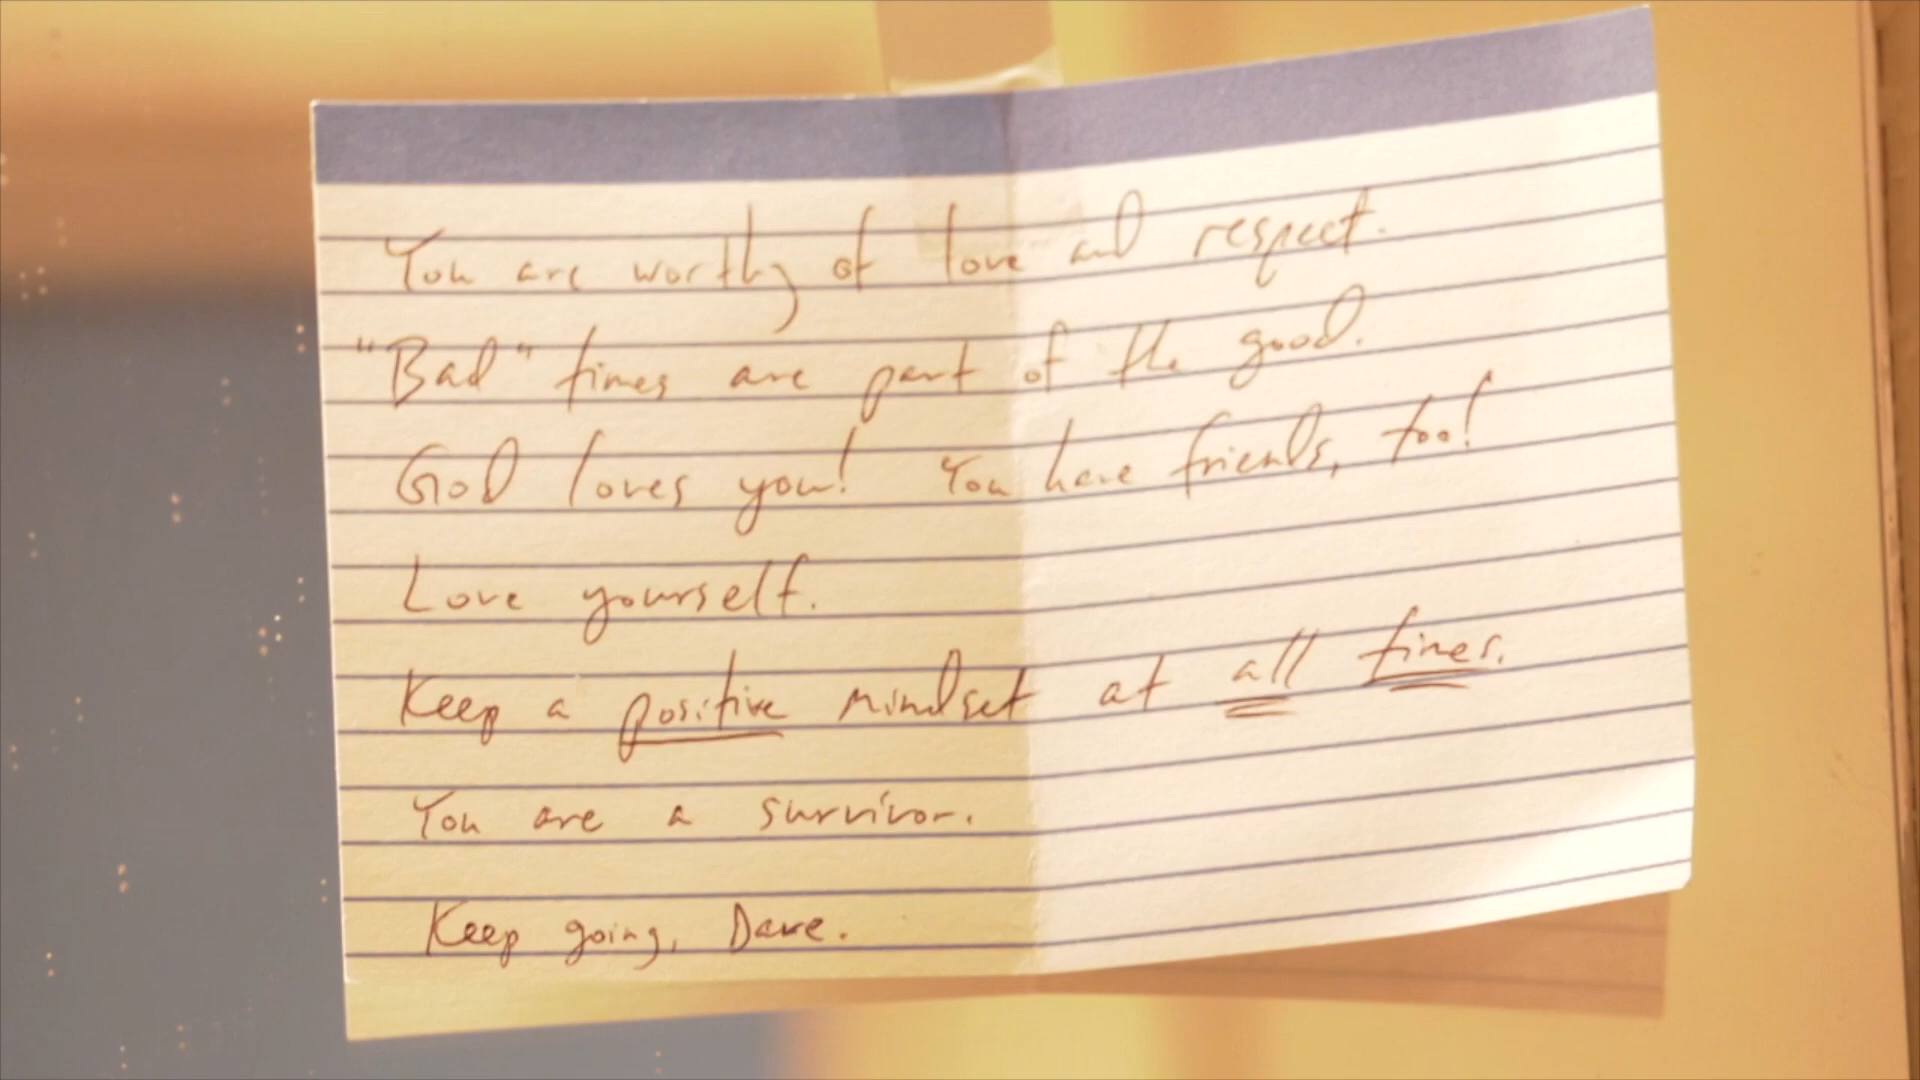 You are worthy of love and respect.
"Bad" times are part of the good.
God loves you! You have friends, too!
Love yourself.
Keep a positive mindset at all times.
You are a survivor.
Keep going, Dave.